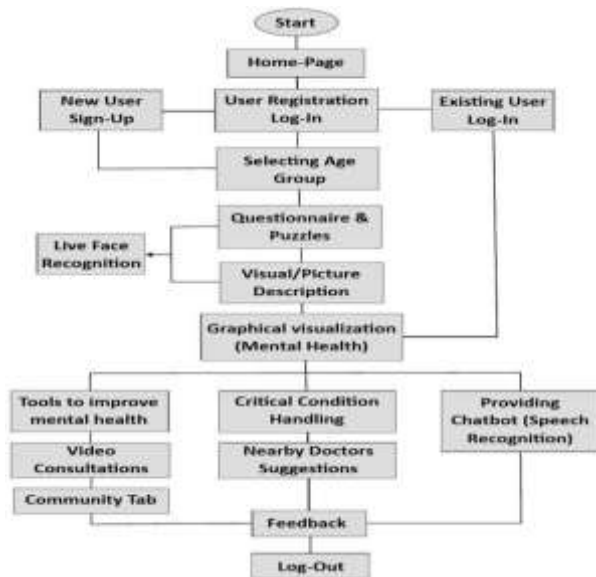 Start
Home-Page
New User
Sign-Up
User Registration
Log-In
Existing User
Log-In
Selecting Age
Group
Questionnaire &
Puzzles
Live Face
Recognition
Visual/Picture
Description
Graphical visualization
(Mental Health)
Tools to improve
mental health
Critical Condition
Handling
Providing
Chatbot (Speech
Recognition)
Video
Consultations
Nearby Doctors
Suggestions
Community Tab
Feedback
Log-Out